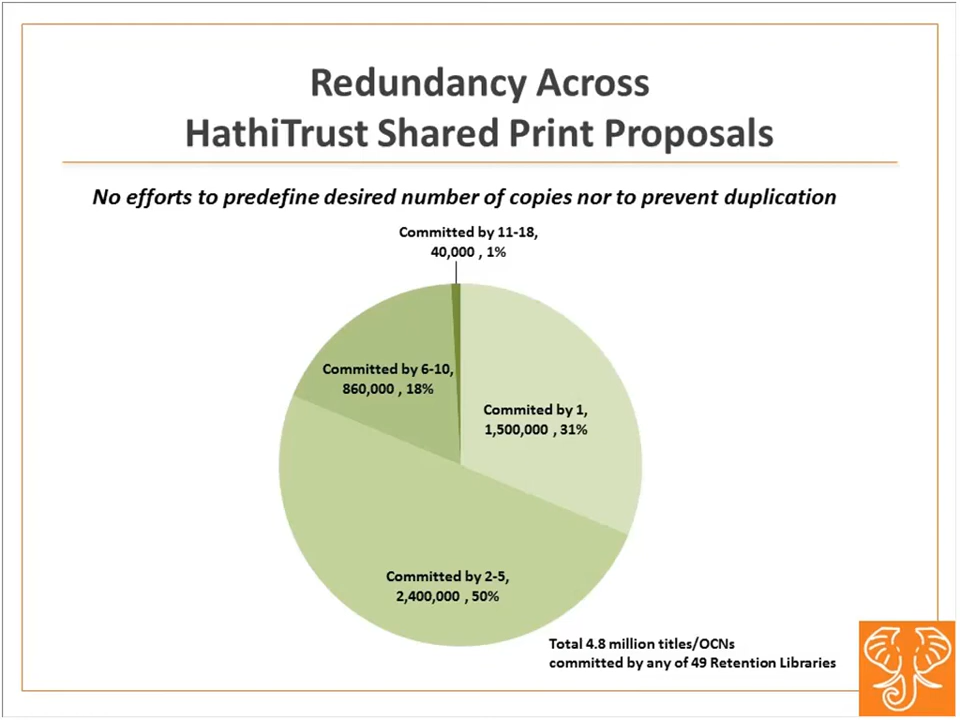 Redundancy Across
HathiTrust Shared Print Proposals
No efforts to predefine desired number of copies nor to prevent duplication
Committed by 11-18,
40,000 , 1%
Committed by 6-10,
860,000 , 18%
Commited by 1,
1,500,000 , 31%
Committed by 2-5,
2,400,000 , 50%
Total 4.8 million titles/OCNs
committed by any of 49 Retention Libraries